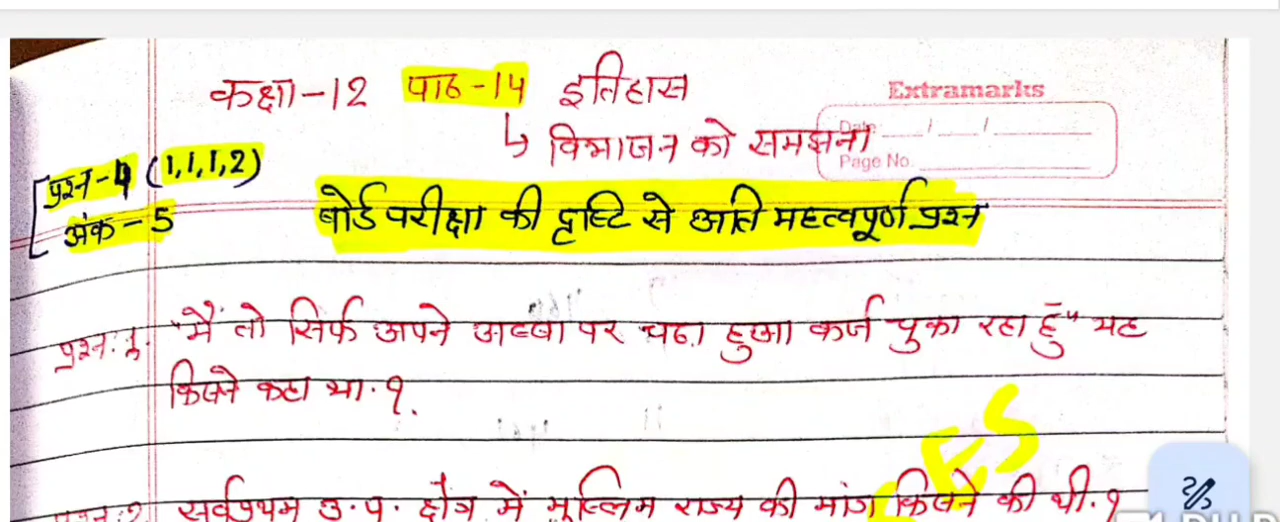 कक्षा-12 पाठ-14 इतिहास
Extramarks
↳ विभाजन को समझना
Date
Page No.
प्रश्न-4 (1,1,1,2)
अंक-5
बोर्ड परीक्षा की दृष्टि से अति महत्वपूर्ण प्रश्न
प्रश्न:1. "मैं तो सिर्फ अपने अब्बा पर चढ़ा हुआ कर्ज चुका रहा हूँ" यह
किसने कहा था.?
सर्वप्रथम उ.प. क्षेत्र में मुस्लिम राज्य की मांग किसने की थी.?